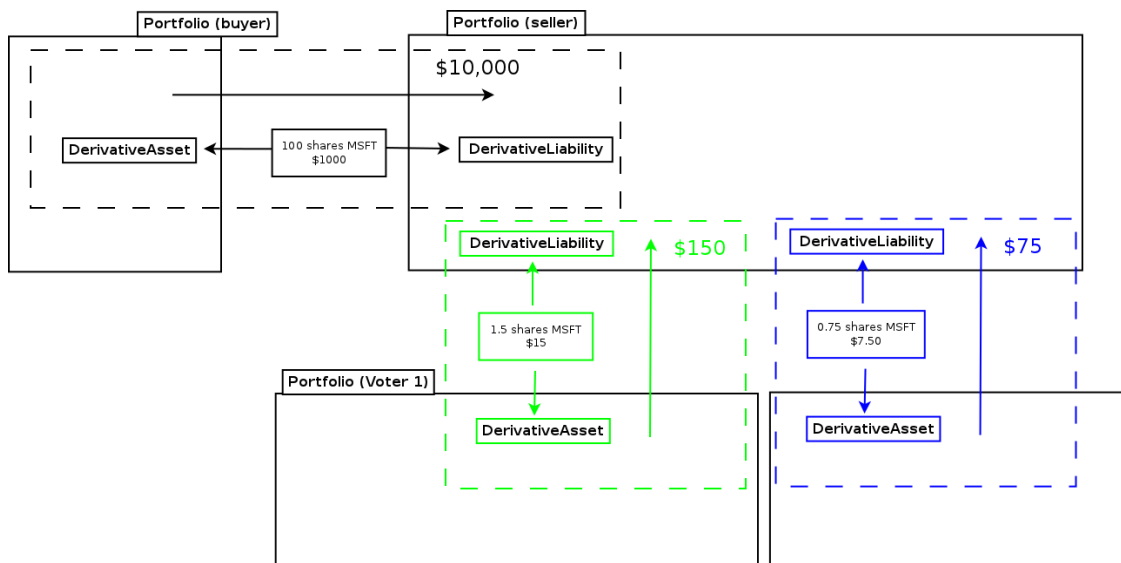 Portfolio (buyer)
Portfolio (seller)
$10,000
DerivativeAsset
100 shares MSFT
$1000
DerivativeLiability
DerivativeLiability
$150
DerivativeLiability
$75
1.5 shares MSFT
$15
0.75 shares MSFT
$7.50
Portfolio (Voter 1)
DerivativeAsset
DerivativeAsset